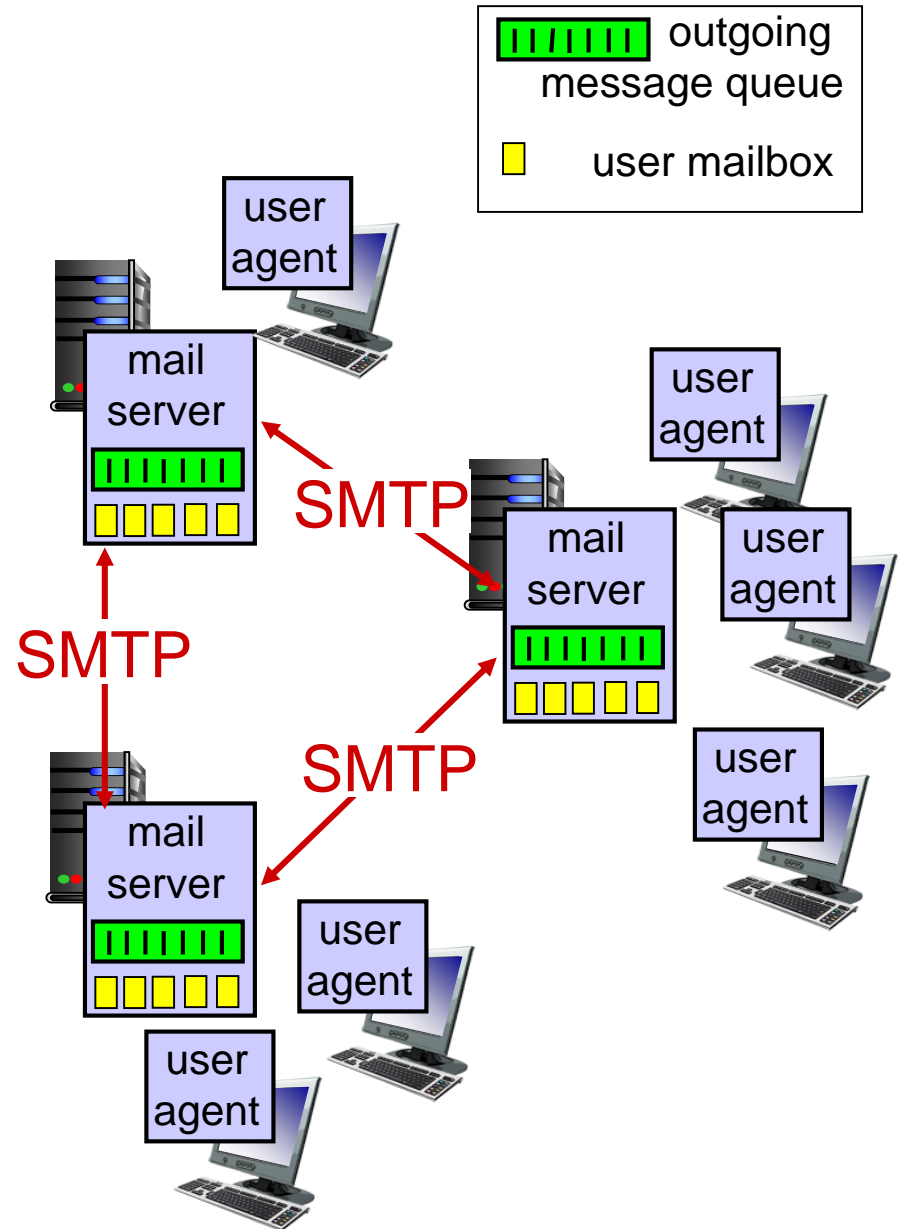 outgoing
message queue
user mailbox
user
agent
mail
server
SMTP
user
agent
mail
server
user
agent
SMTP
SMTP
user
agent
mail
server
user
agent
user
agent